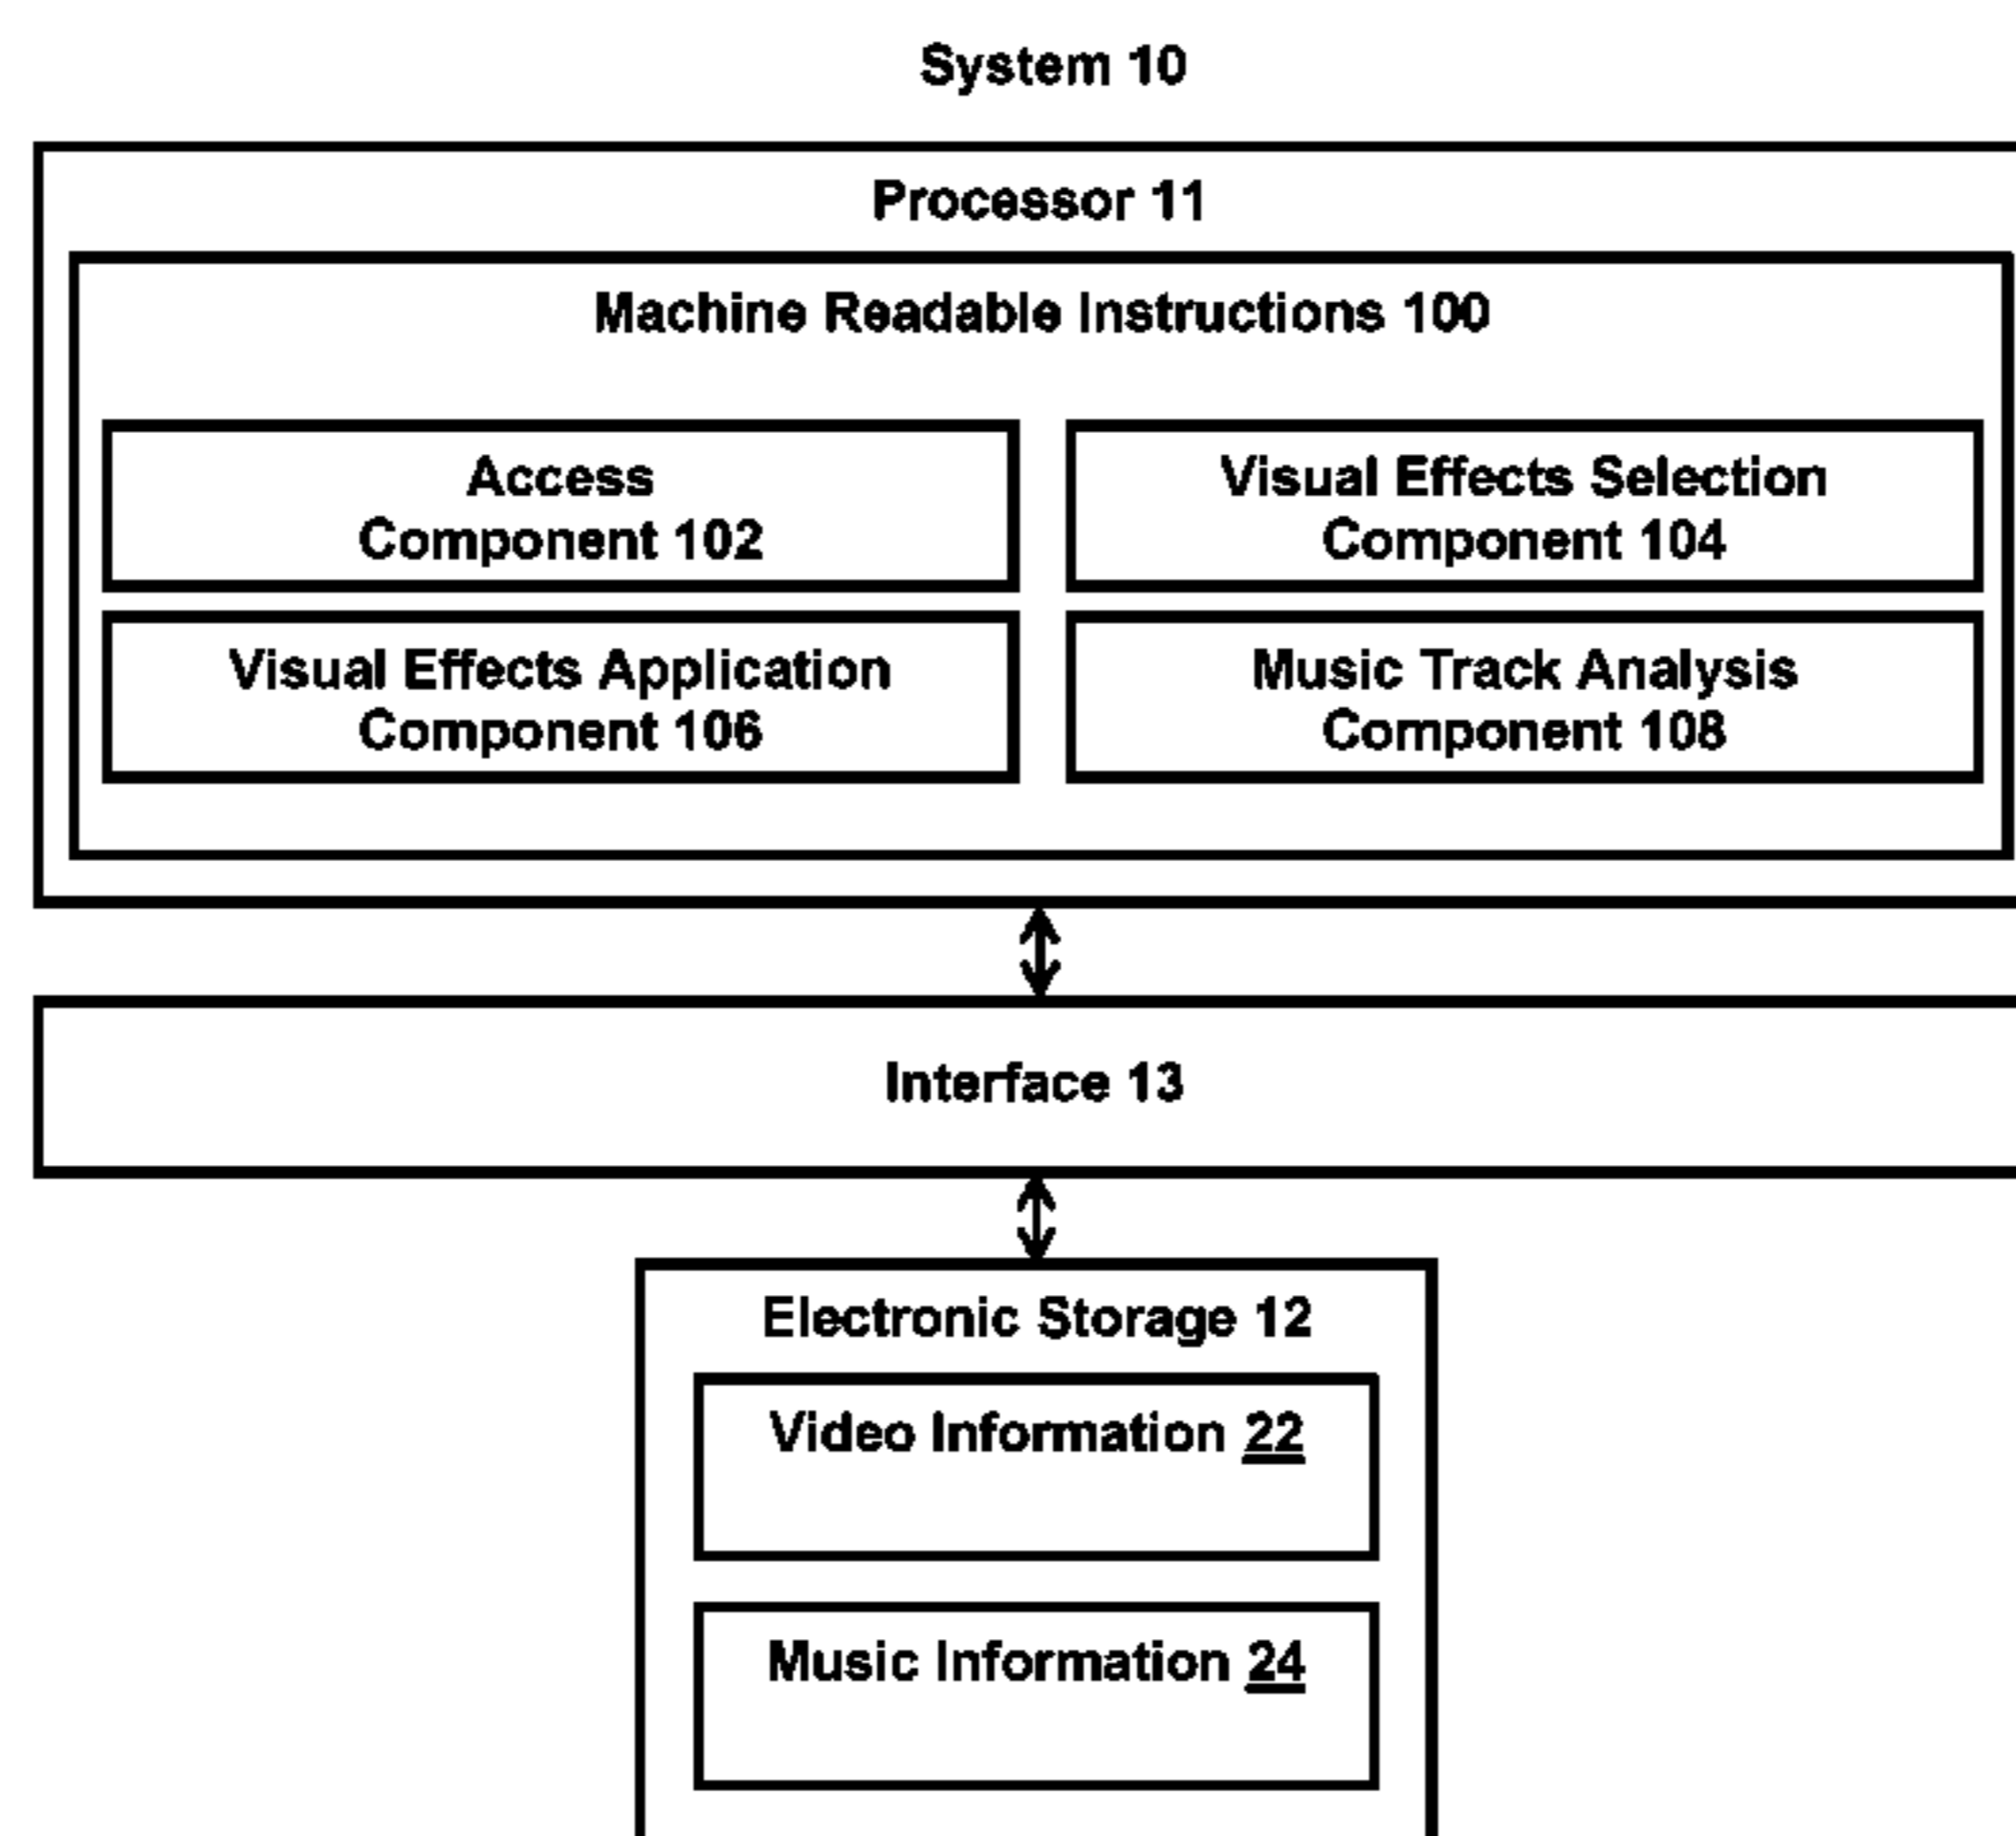 System 10
Processor 11
Machine Readable Instructions 100
Access
Component 102
Visual Effects Selection
Component 104
Visual Effects Application
Component 106
Music Track Analysis
Component 108
Interface 13
Electronic Storage 12
Video Information 22
Music Information 24